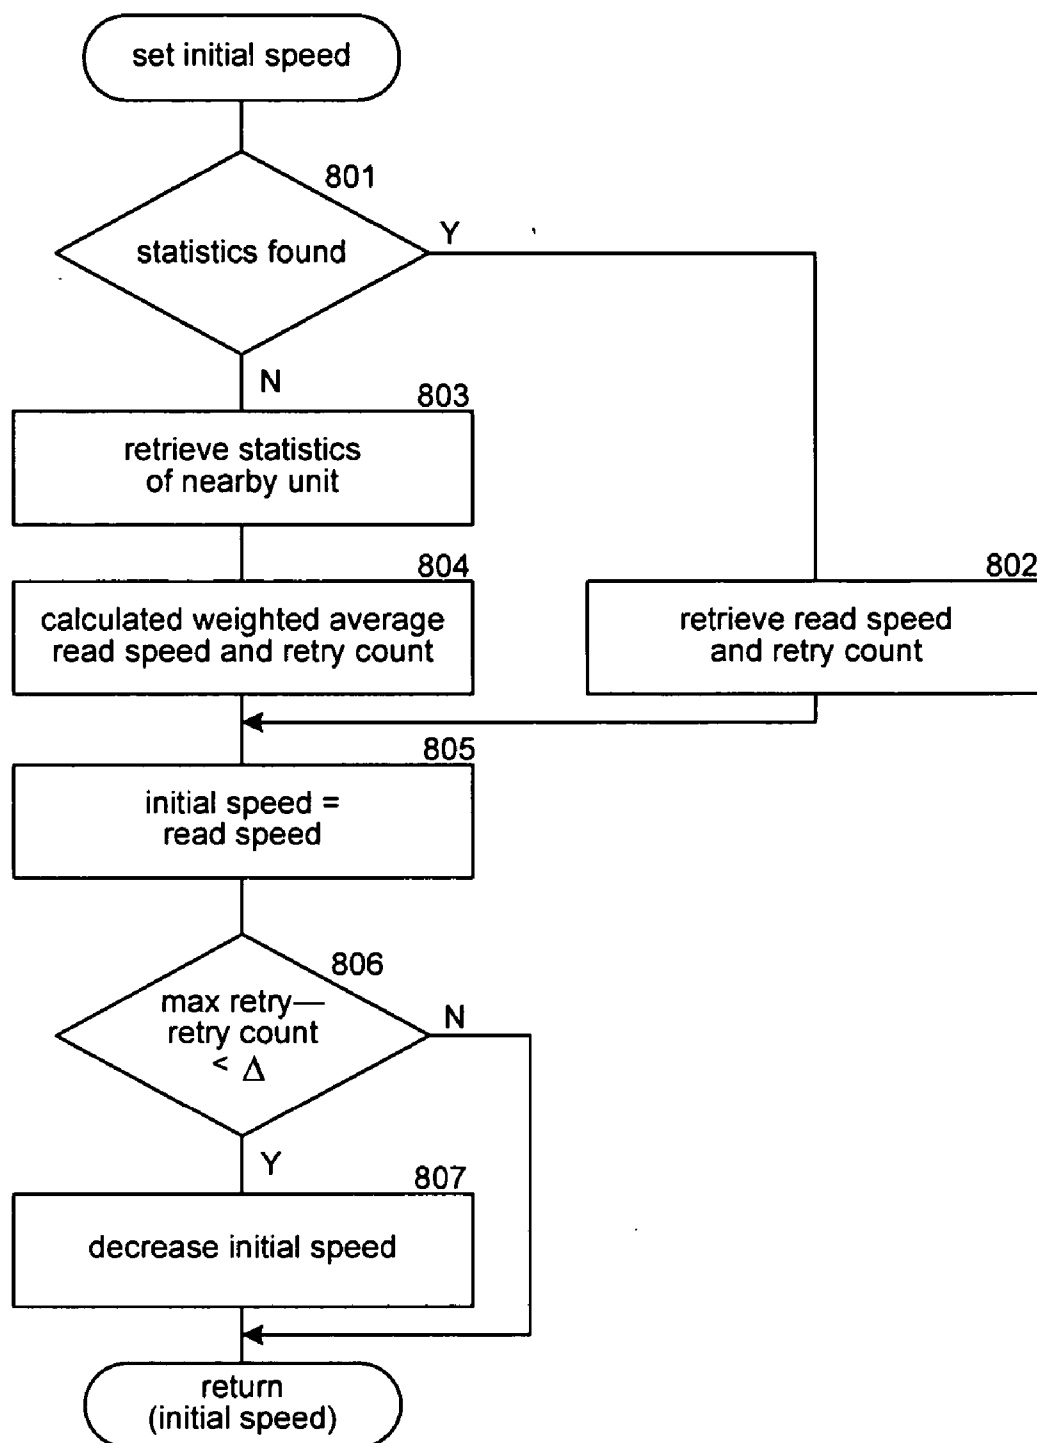 set initial speed
801
statistics found
Y
N
803
retrieve statistics
of nearby unit
804
calculated weighted average
read speed and retry count
802
retrieve read speed
and retry count
805
initial speed =
read speed
806
max retry—
retry count
< Δ
N
Y
807
decrease initial speed
return
(initial speed)